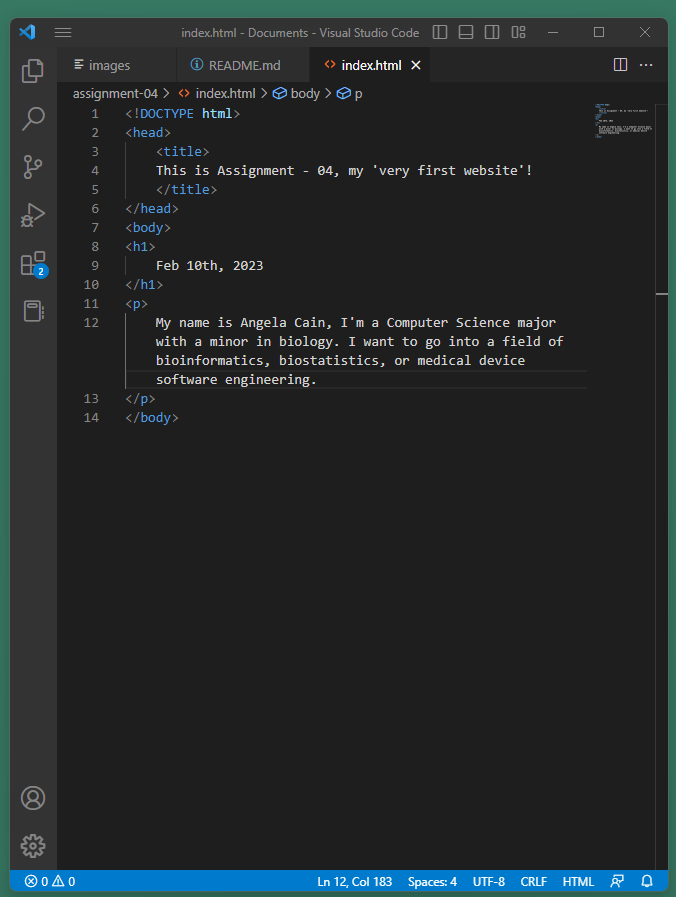 index.html - Documents - Visual Studio Code
images
README.md
index.html
assignment-04 > index.html > body > p
1 <!DOCTYPE html>
2 <head>
3 <title>
4 This is Assignment - 04, my 'very first website'!
5 </title>
6 </head>
7 <body>
8 <h1>
9 Feb 10th, 2023
10 </h1>
11 <p>
12 My name is Angela Cain, I'm a Computer Science major
with a minor in biology. I want to go into a field of
bioinformatics, biostatistics, or medical device
software engineering.
13 </p>
14 </body>
2
0 0 Ln 12, Col 183 Spaces: 4 UTF-8 CRLF HTML